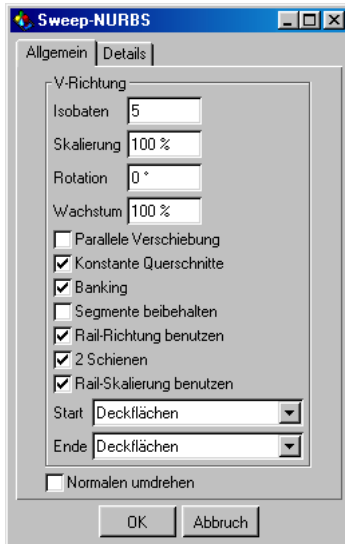 Sweep-NURBS
Allgemein Details
V-Richtung
Isobaten 5
Skalierung 100 %
Rotation 0 °
Wachstum 100 %
Parallele Verschiebung
Konstante Querschnitte
Banking
Segmente beibehalten
Rail-Richtung benutzen
2 Schienen
Rail-Skalierung benutzen
Start Deckflächen
Ende Deckflächen
Normalen umdrehen
OK Abbruch